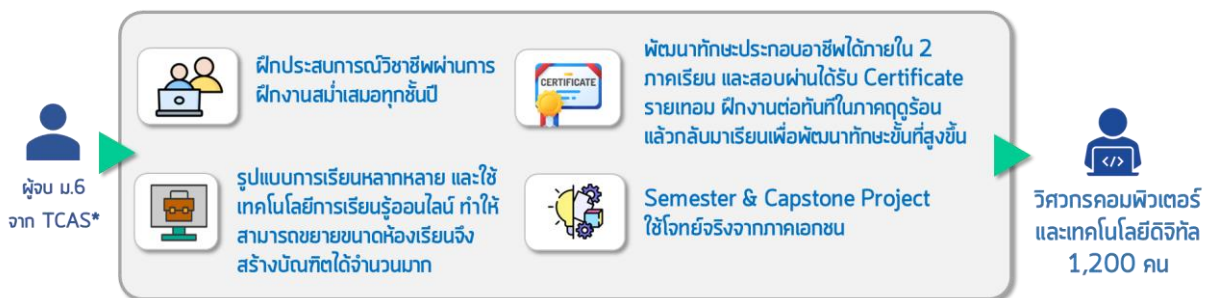 ผู้จบ ม.6
จาก TCAS*
ฝึกประสบการณ์วิชาชีพผ่านการ
ฝึกงานสม่ำเสมอทุกชั้นปี
รูปแบบการเรียนหลากหลาย และใช้
เทคโนโลยีการเรียนรู้ออนไลน์ ทำให้
สามารถขยายขนาดห้องเรียนจึง
สร้างบัณฑิตได้จำนวนมาก
CERTIFICATE
พัฒนาทักษะประกอบอาชีพได้ภายใน 2
ภาคเรียน และสอบผ่านได้รับ Certificate
รายเทอม ฝึกงานต่อทันทีในภาคฤดูร้อน
แล้วกลับมาเรียนเพื่อพัฒนาทักษะขั้นที่สูงขึ้น
Semester & Capstone Project
ใช้โจทย์จริงจากภาคเอกชน
</>
วิศวกรคอมพิวเตอร์
และเทคโนโลยีดิจิทัล
1,200 คน